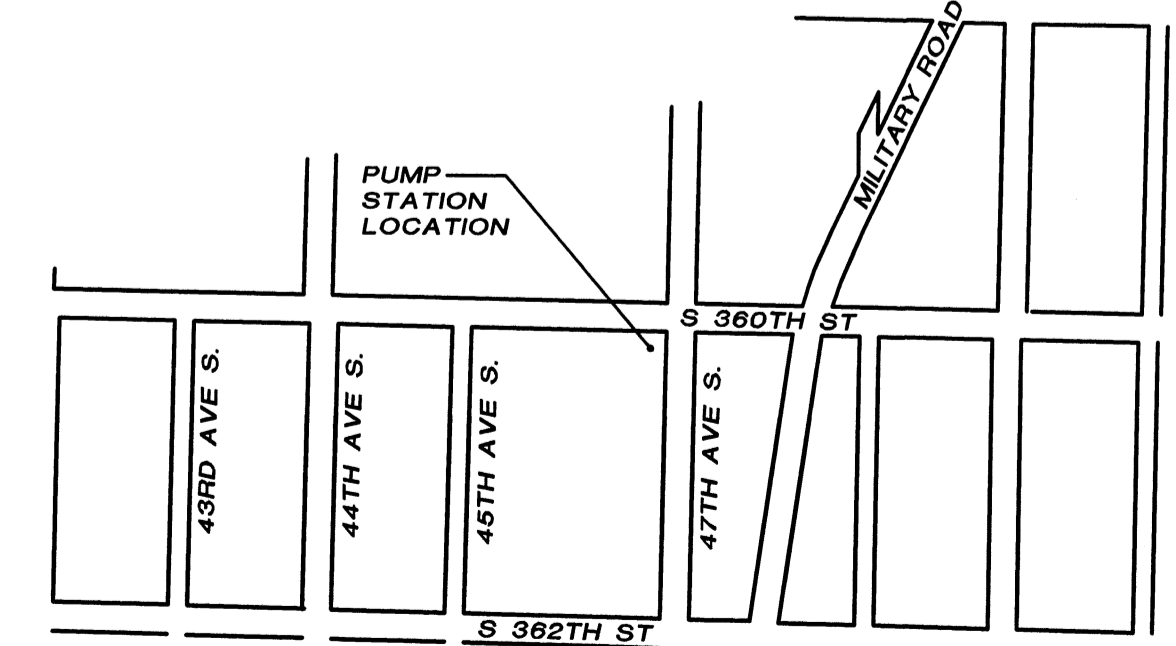 MILITARY ROAD
PUMP
STATION
LOCATION
S 360TH ST
43RD AVE S.
44TH AVE S.
45TH AVE S.
47TH AVE S.
S 362TH ST